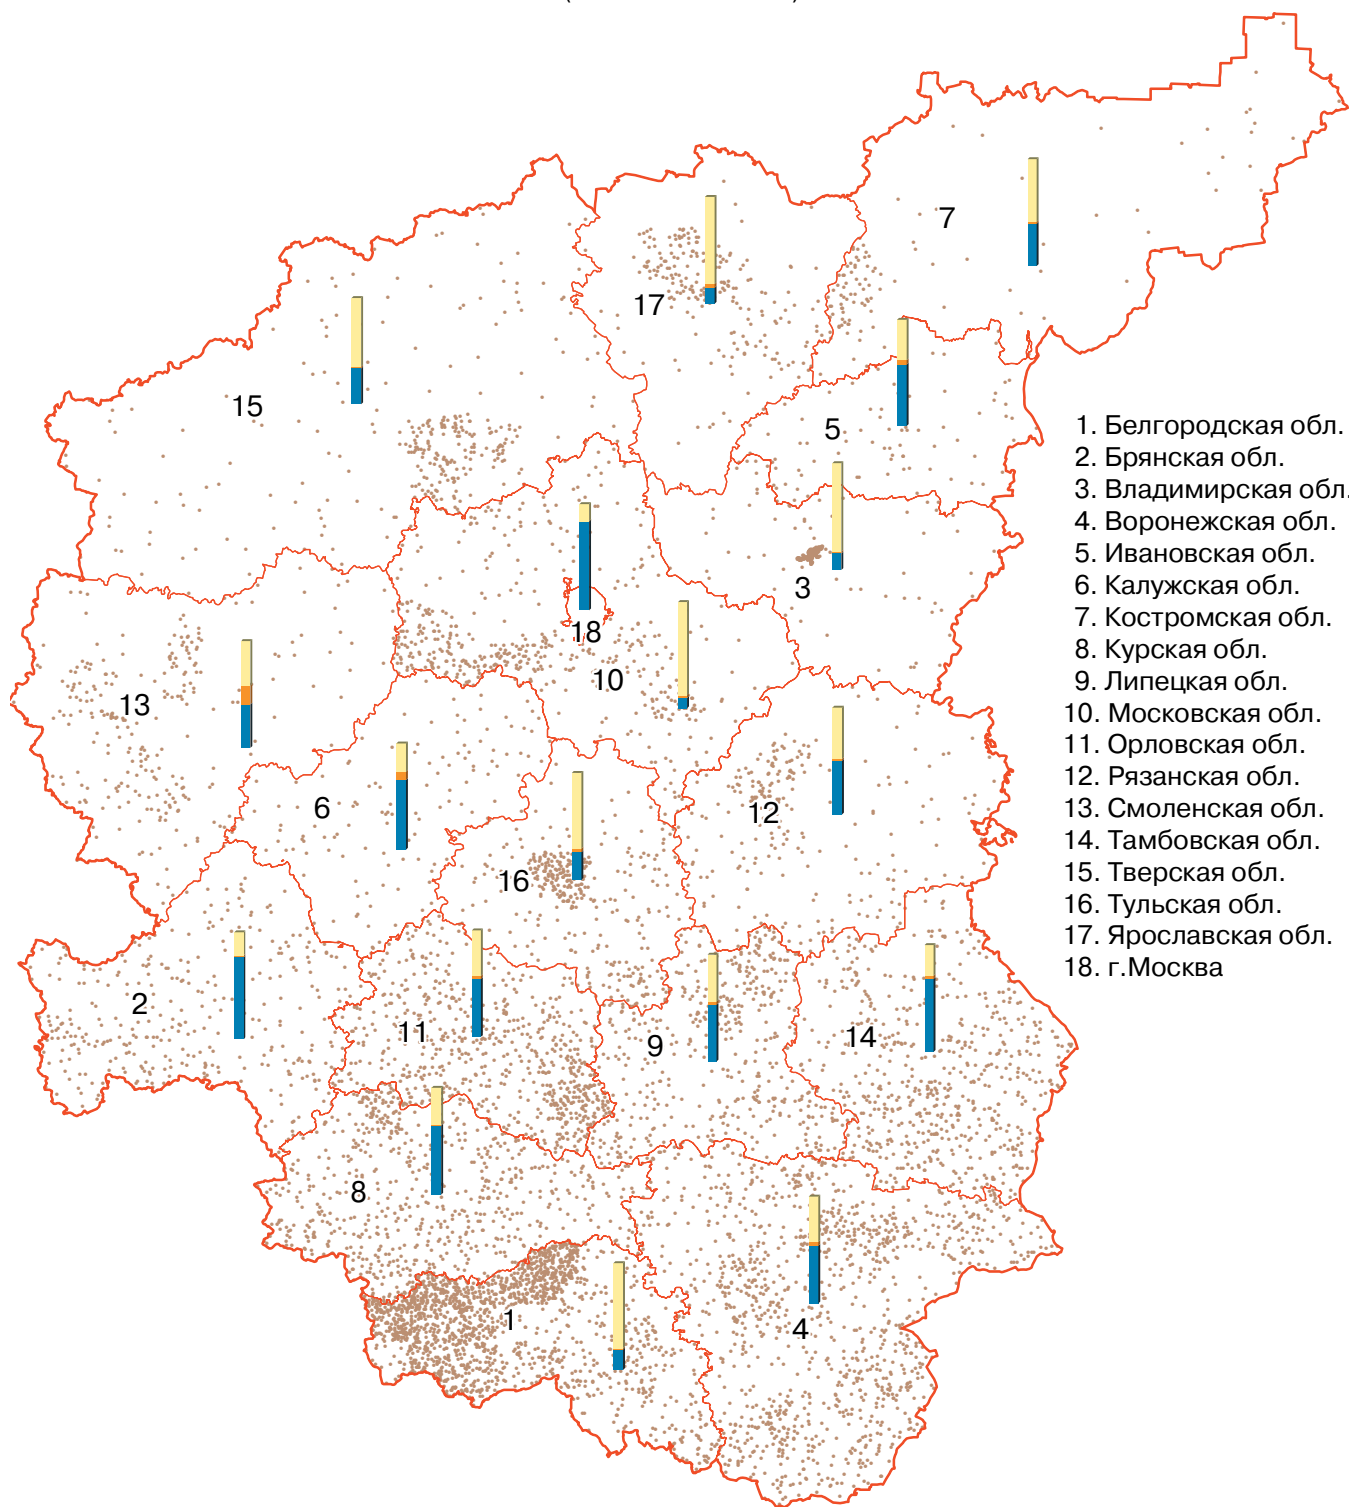 7
17
15
5
3
18
10
13
6
12
16
2
11
9
14
8
1
4
1. Белгородская обл.
2. Брянская обл.
3. Владимирская обл.
4. Воронежская обл.
5. Ивановская обл.
6. Калужская обл.
7. Костромская обл.
8. Курская обл.
9. Липецкая обл.
10. Московская обл.
11. Орловская обл.
12. Рязанская обл.
13. Смоленская обл.
14. Тамбовская обл.
15. Тверская обл.
16. Тульская обл.
17. Ярославская обл.
18. г.Москва